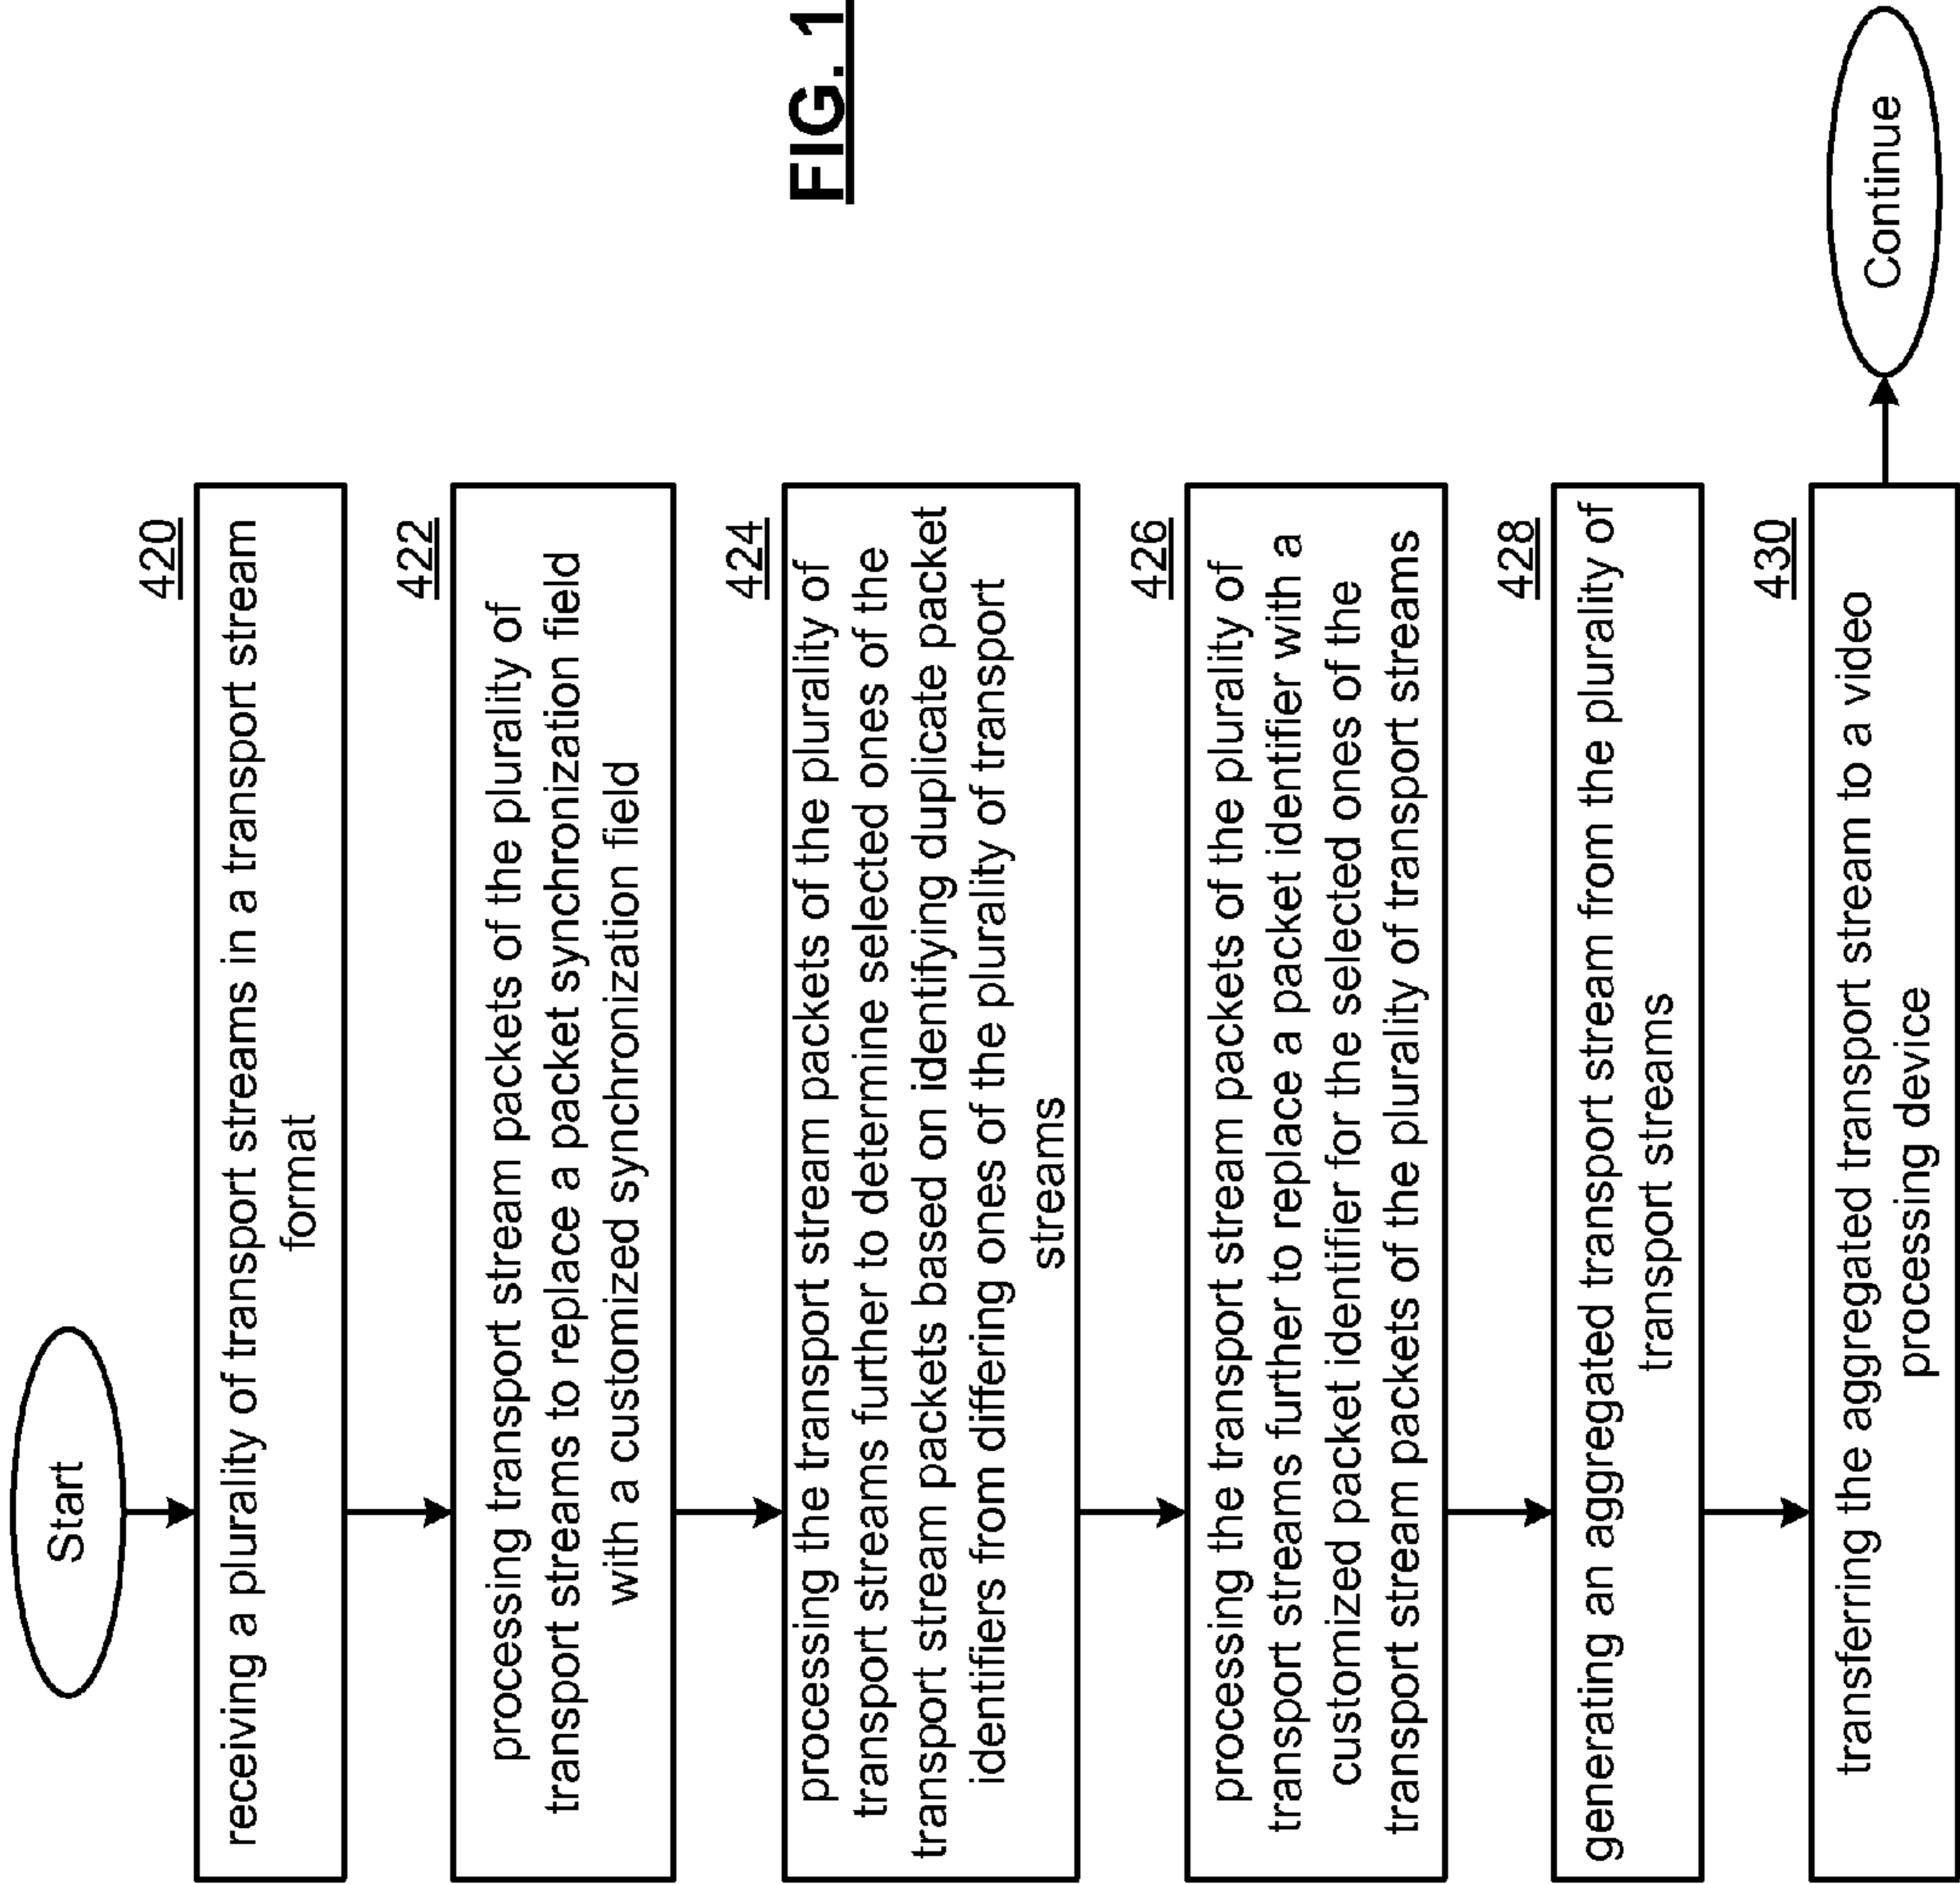 Start
420
receiving a plurality of transport streams in a transport stream
format
422
processing transport stream packets of the plurality of
transport streams to replace a packet synchronization field
with a customized synchronization field
424
processing the transport stream packets of the plurality of
transport streams further to determine selected ones of the
transport stream packets based on identifying duplicate packet
identifiers from differing ones of the plurality of transport
streams
426
processing the transport stream packets of the plurality of
transport streams further to replace a packet identifier with a
customized packet identifier for the selected ones of the
transport stream packets of the plurality of transport streams
428
generating an aggregated transport stream from the plurality of
transport streams
430
transferring the aggregated transport stream to a video
processing device
Continue
FIG. 1